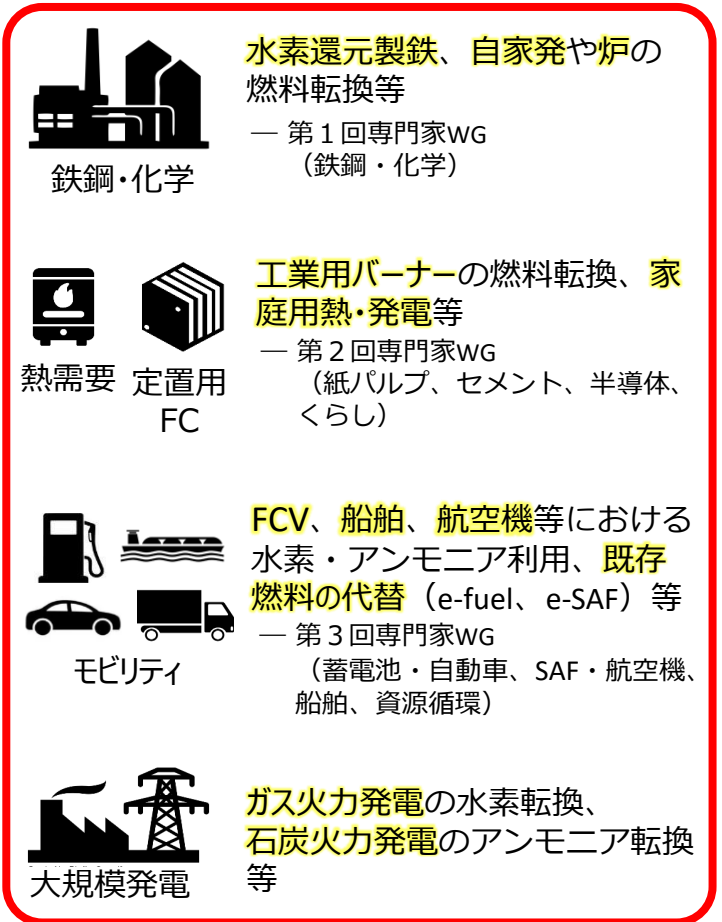 水素還元製鉄、自家発や炉の
燃料転換等
― 第１回専門家WG
（鉄鋼・化学）
鉄鋼・化学
工業用バーナーの燃料転換、家
庭用熱・発電等
― 第２回専門家WG
（紙パルプ、セメント、半導体、
くらし）
熱需要
定置用
FC
FCV、船舶、航空機等における
水素・アンモニア利用、既存
燃料の代替（e-fuel、e-SAF）等
― 第３回専門家WG
（蓄電池・自動車、SAF・航空機、
船舶、資源循環）
モビリティ
ガス火力発電の水素転換、
石炭火力発電のアンモニア転換
等
大規模発電